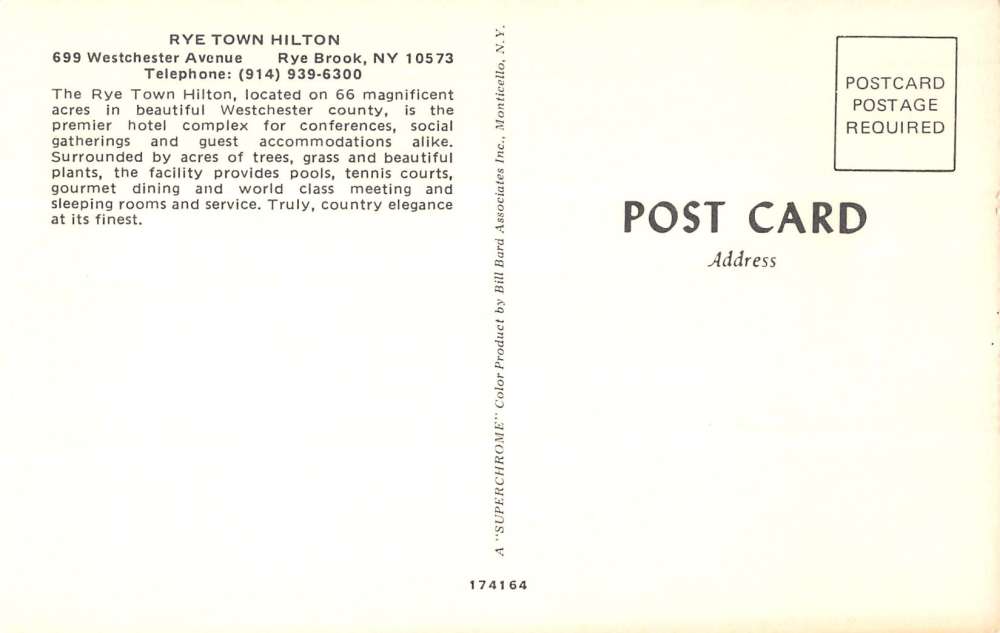 RYE TOWN HILTON
699 Westchester Avenue Rye Brook, NY 10573
Telephone: (914) 939-6300
The Rye Town Hilton, located on 66 magnificent
acres in beautiful Westchester county, is the
premier hotel complex for conferences, social
gatherings and guest accommodations alike.
Surrounded by acres of trees, grass and beautiful
plants, the facility provides pools, tennis courts,
gourmet dining and world class meeting and
sleeping rooms and service. Truly, country elegance
at its finest.
A "SUPERCHROME" Color Product by Bill Bard Associates Inc., Monticello, N.Y.
174164
POSTCARD
POSTAGE
REQUIRED
POST CARD
Address